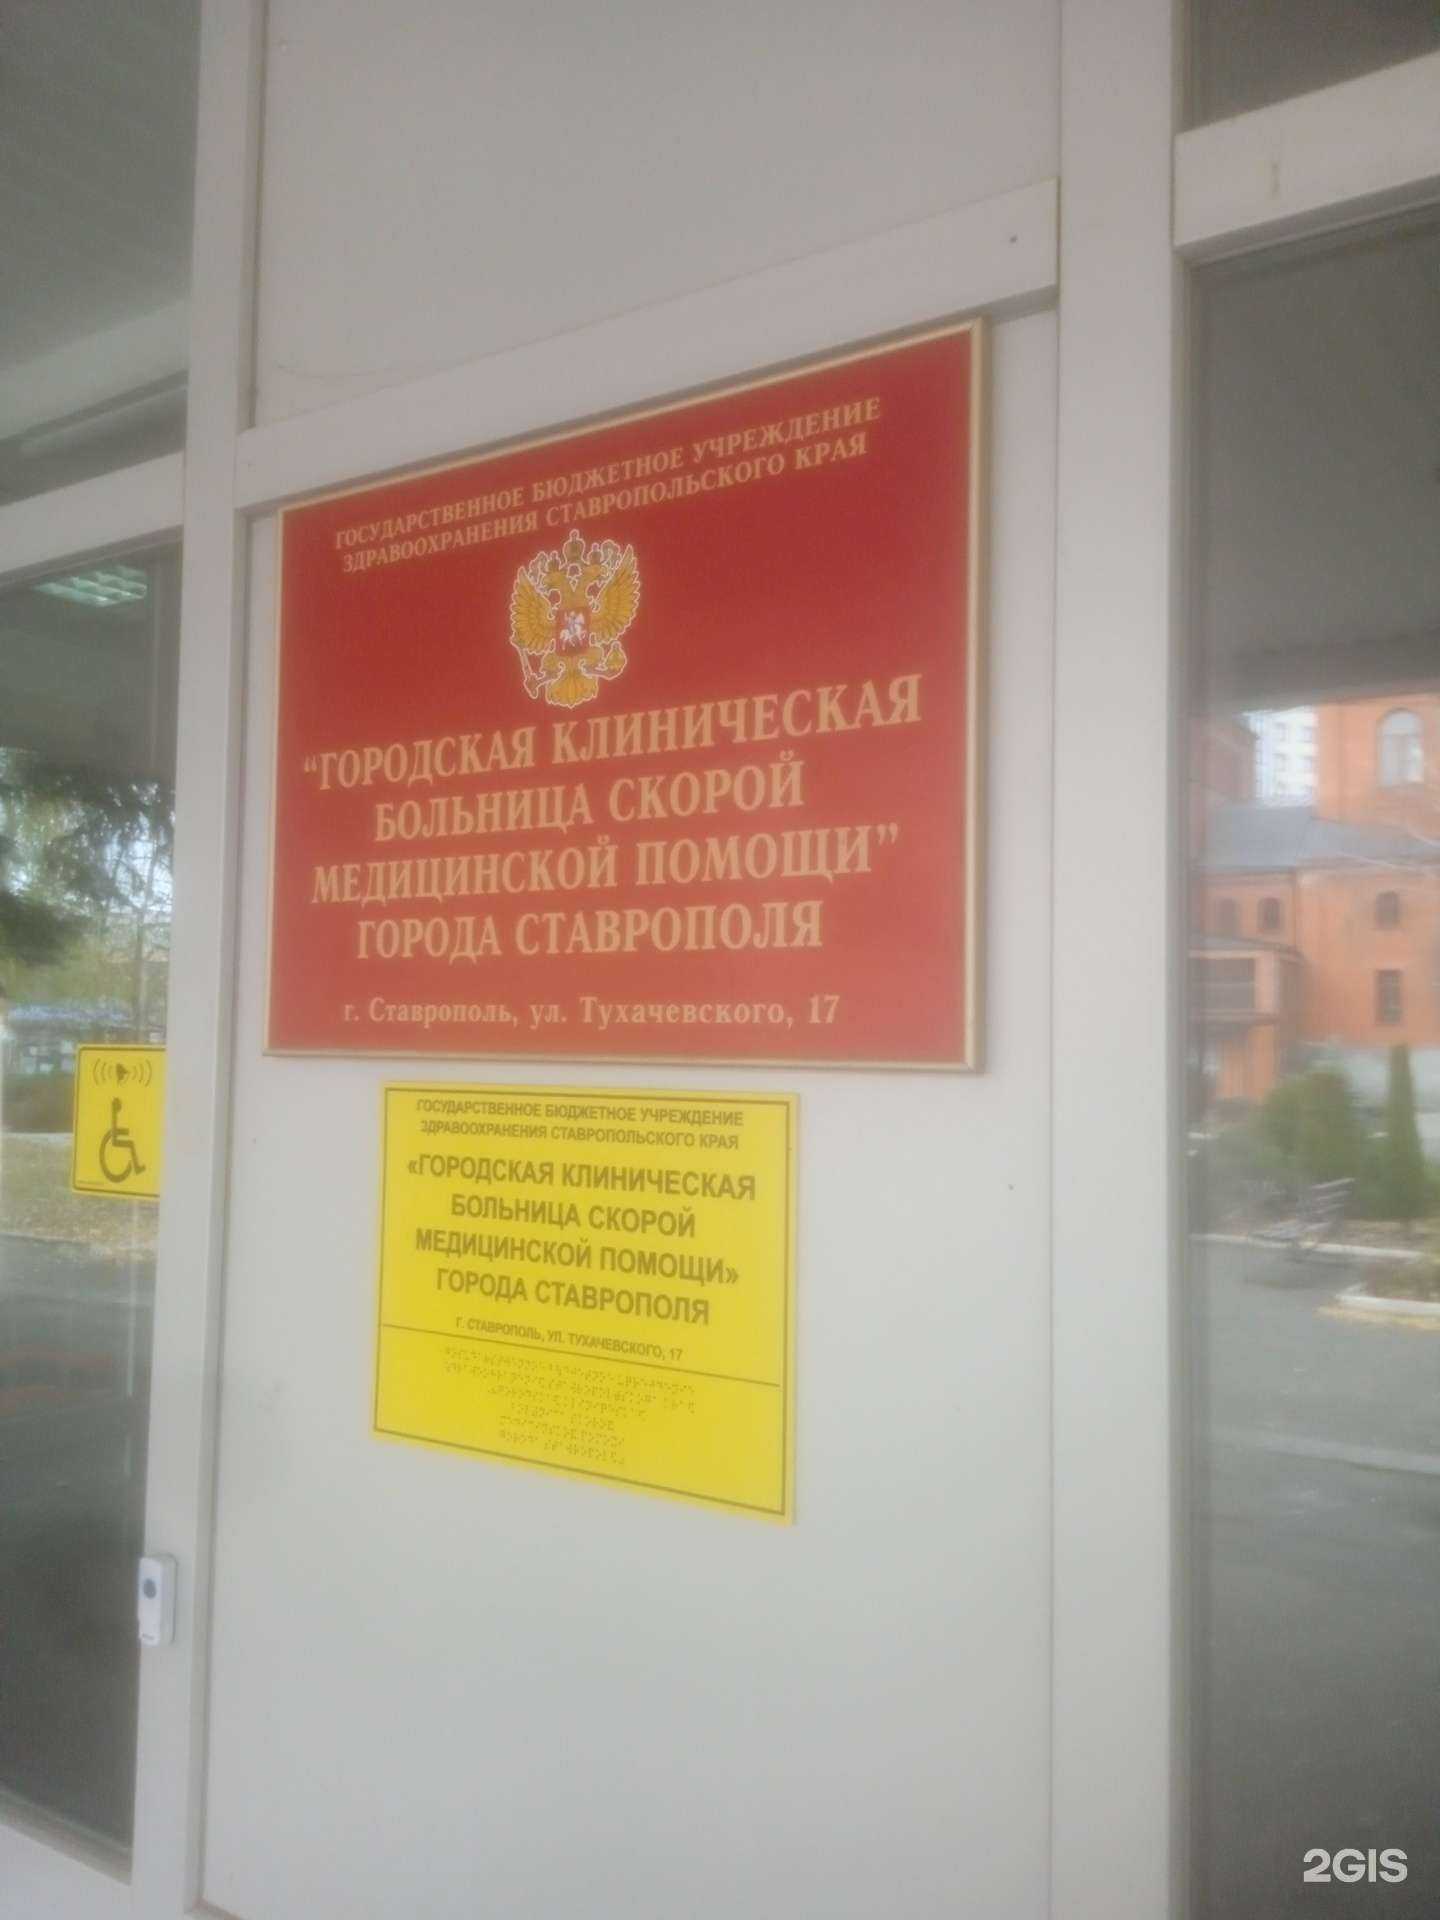 ГОСУДАРСТВЕННОЕ БЮДЖЕТНОЕ УЧРЕЖДЕНИЕ
ЗДРАВООХРАНЕНИЯ СТАВРОПОЛЬСКОГО КРАЯ
“ГОРОДСКАЯ КЛИНИЧЕСКАЯ
БОЛЬНИЦА СКОРОЙ
МЕДИЦИНСКОЙ ПОМОЩИ”
ГОРОДА СТАВРОПОЛЯ
г. Ставрополь, ул. Тухачевского, 17
ГОСУДАРСТВЕННОЕ БЮДЖЕТНОЕ УЧРЕЖДЕНИЕ
ЗДРАВООХРАНЕНИЯ СТАВРОПОЛЬСКОГО КРАЯ
«ГОРОДСКАЯ КЛИНИЧЕСКАЯ
БОЛЬНИЦА СКОРОЙ
МЕДИЦИНСКОЙ ПОМОЩИ»
ГОРОДА СТАВРОПОЛЯ
Г. СТАВРОПОЛЬ, УЛ. ТУХАЧЕВСКОГО, 17
2GIS